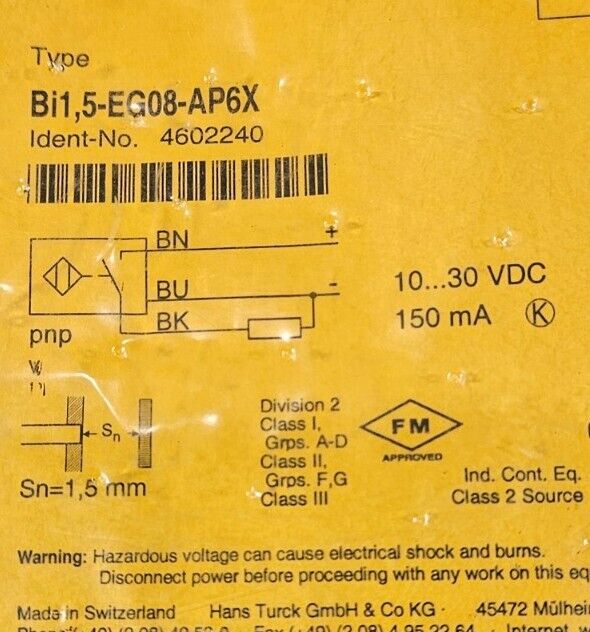 Type
Bi1,5-EG08-AP6X
Ident-No. 4602240
BN +
BU -
BK
pnp
10...30 VDC
150 mA K
Sn
Sn=1,5 mm
Division 2
Class I,
Grps. A-D
Class II,
Grps. F,G
Class III
FM
APPROVED
Ind. Cont. Eq.
Class 2 Source
Warning: Hazardous voltage can cause electrical shock and burns.
Disconnect power before proceeding with any work on this eq
Made in Switzerland Hans Turck GmbH & Co KG · 45472 Mülhei